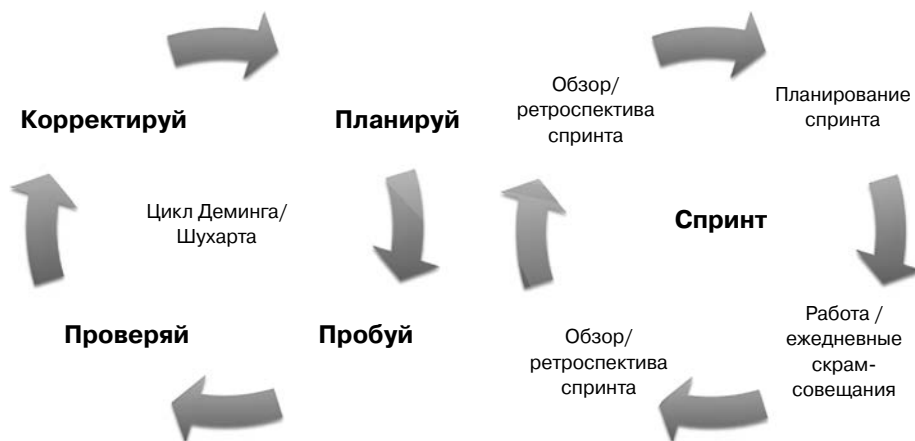 Корректируй
Планируй
Цикл Деминга/
Шухарта
Проверяй
Пробуй
Обзор/
ретроспектива
спринта
Планирование
спринта
Спринт
Обзор/
ретроспектива
спринта
Работа /
ежедневные
скрам-
совещания